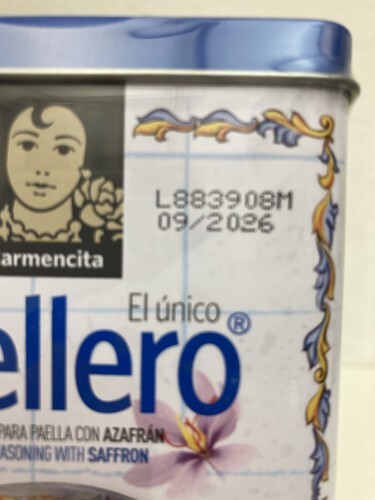 L883908M
09/2026
armencita
El único
ellero®
PARA PAELLA CON AZAFRÁN
ASONING WITH SAFFRON